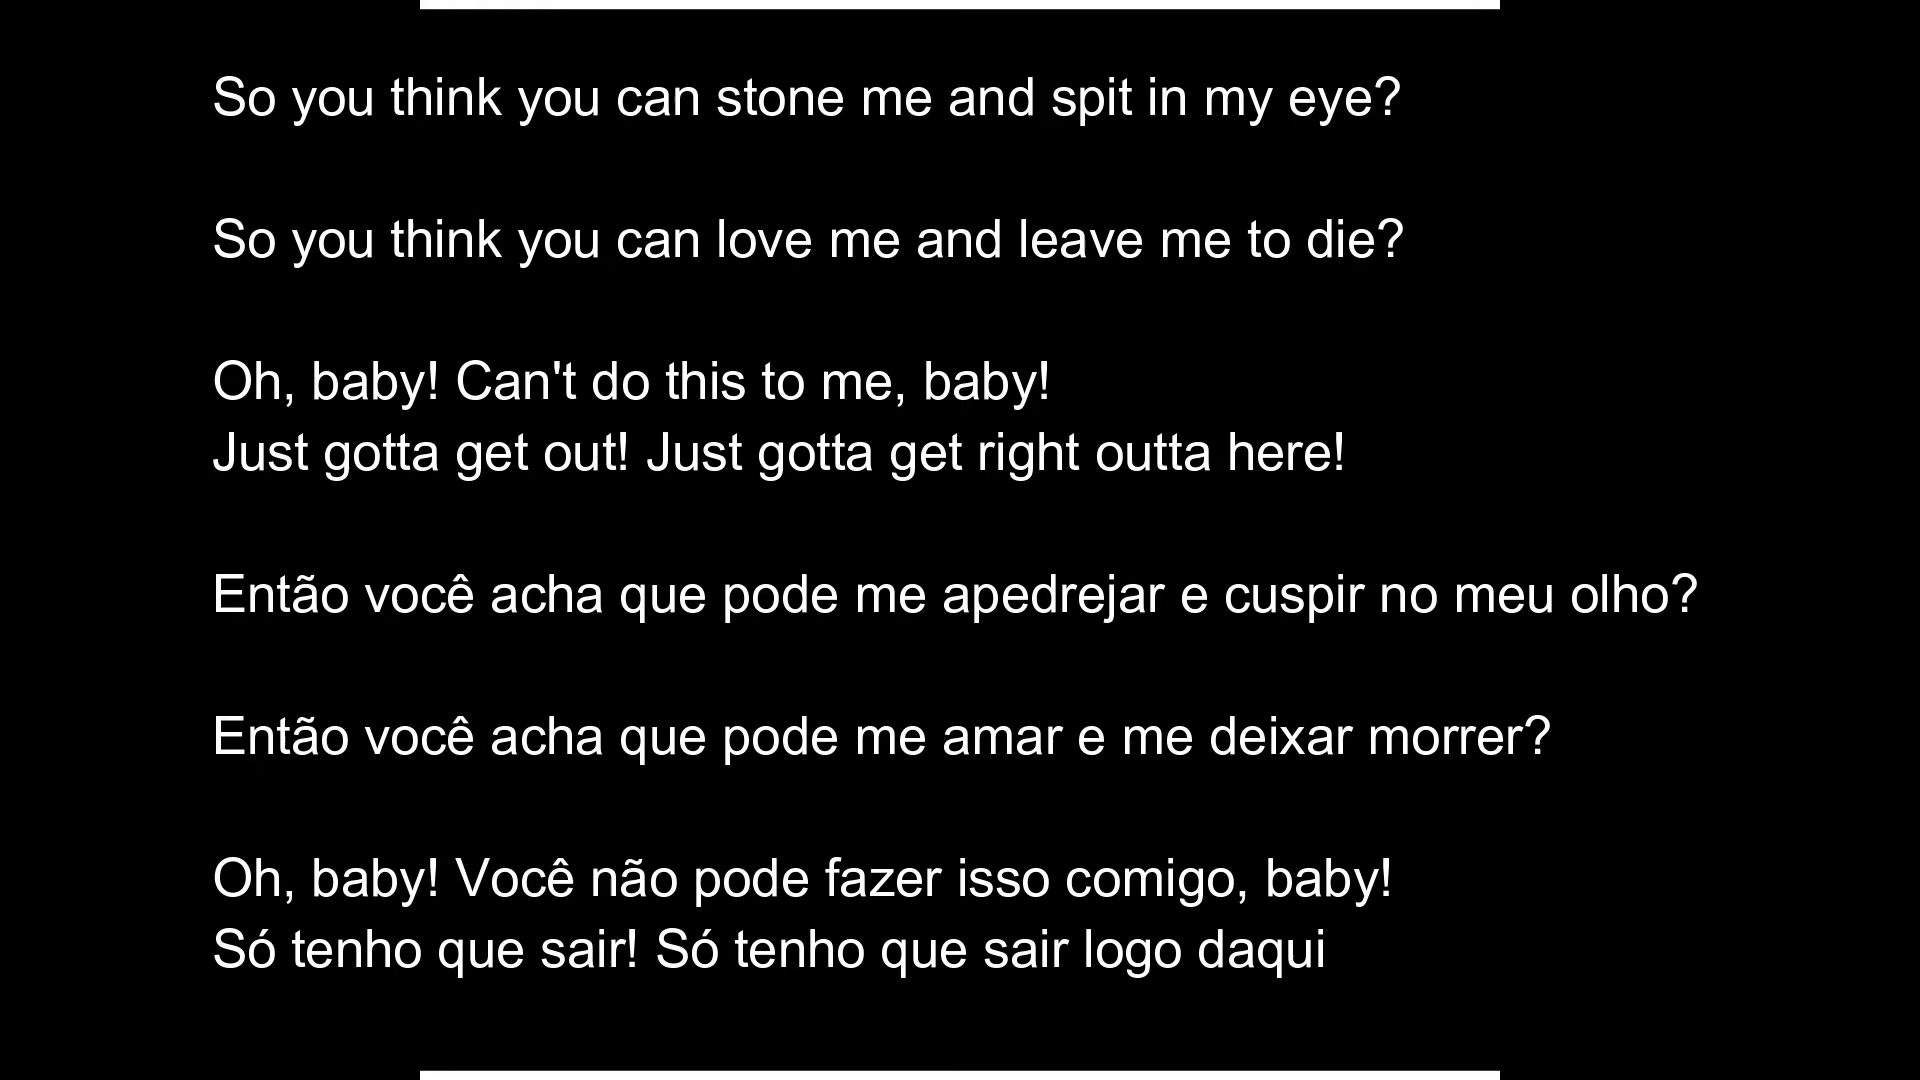 So you think you can stone me and spit in my eye?
So you think you can love me and leave me to die?
Oh, baby! Can't do this to me, baby!
Just gotta get out! Just gotta get right outta here!
Então você acha que pode me apedrejar e cuspir no meu olho?
Então você acha que pode me amar e me deixar morrer?
Oh, baby! Você não pode fazer isso comigo, baby!
Só tenho que sair! Só tenho que sair logo daqui